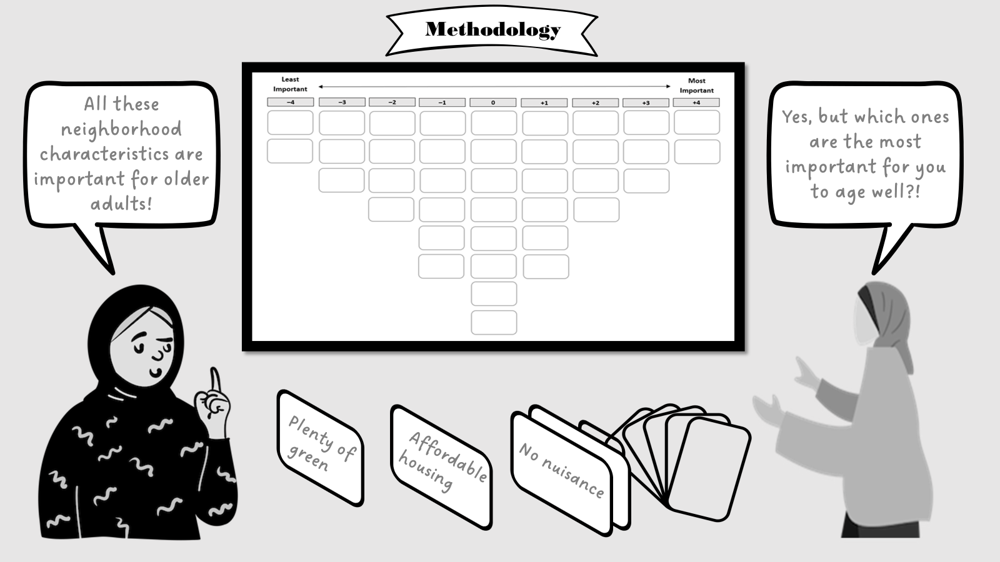 Methodology
All these
neighborhood
characteristics are
important for older
adults!
Least
Important
Most
Important
−4 −3 −2 −1 0 +1 +2 +3 +4
Yes, but which ones
are the most
important for you
to age well?!
Plenty of
green
Affordable
housing
No nuisance